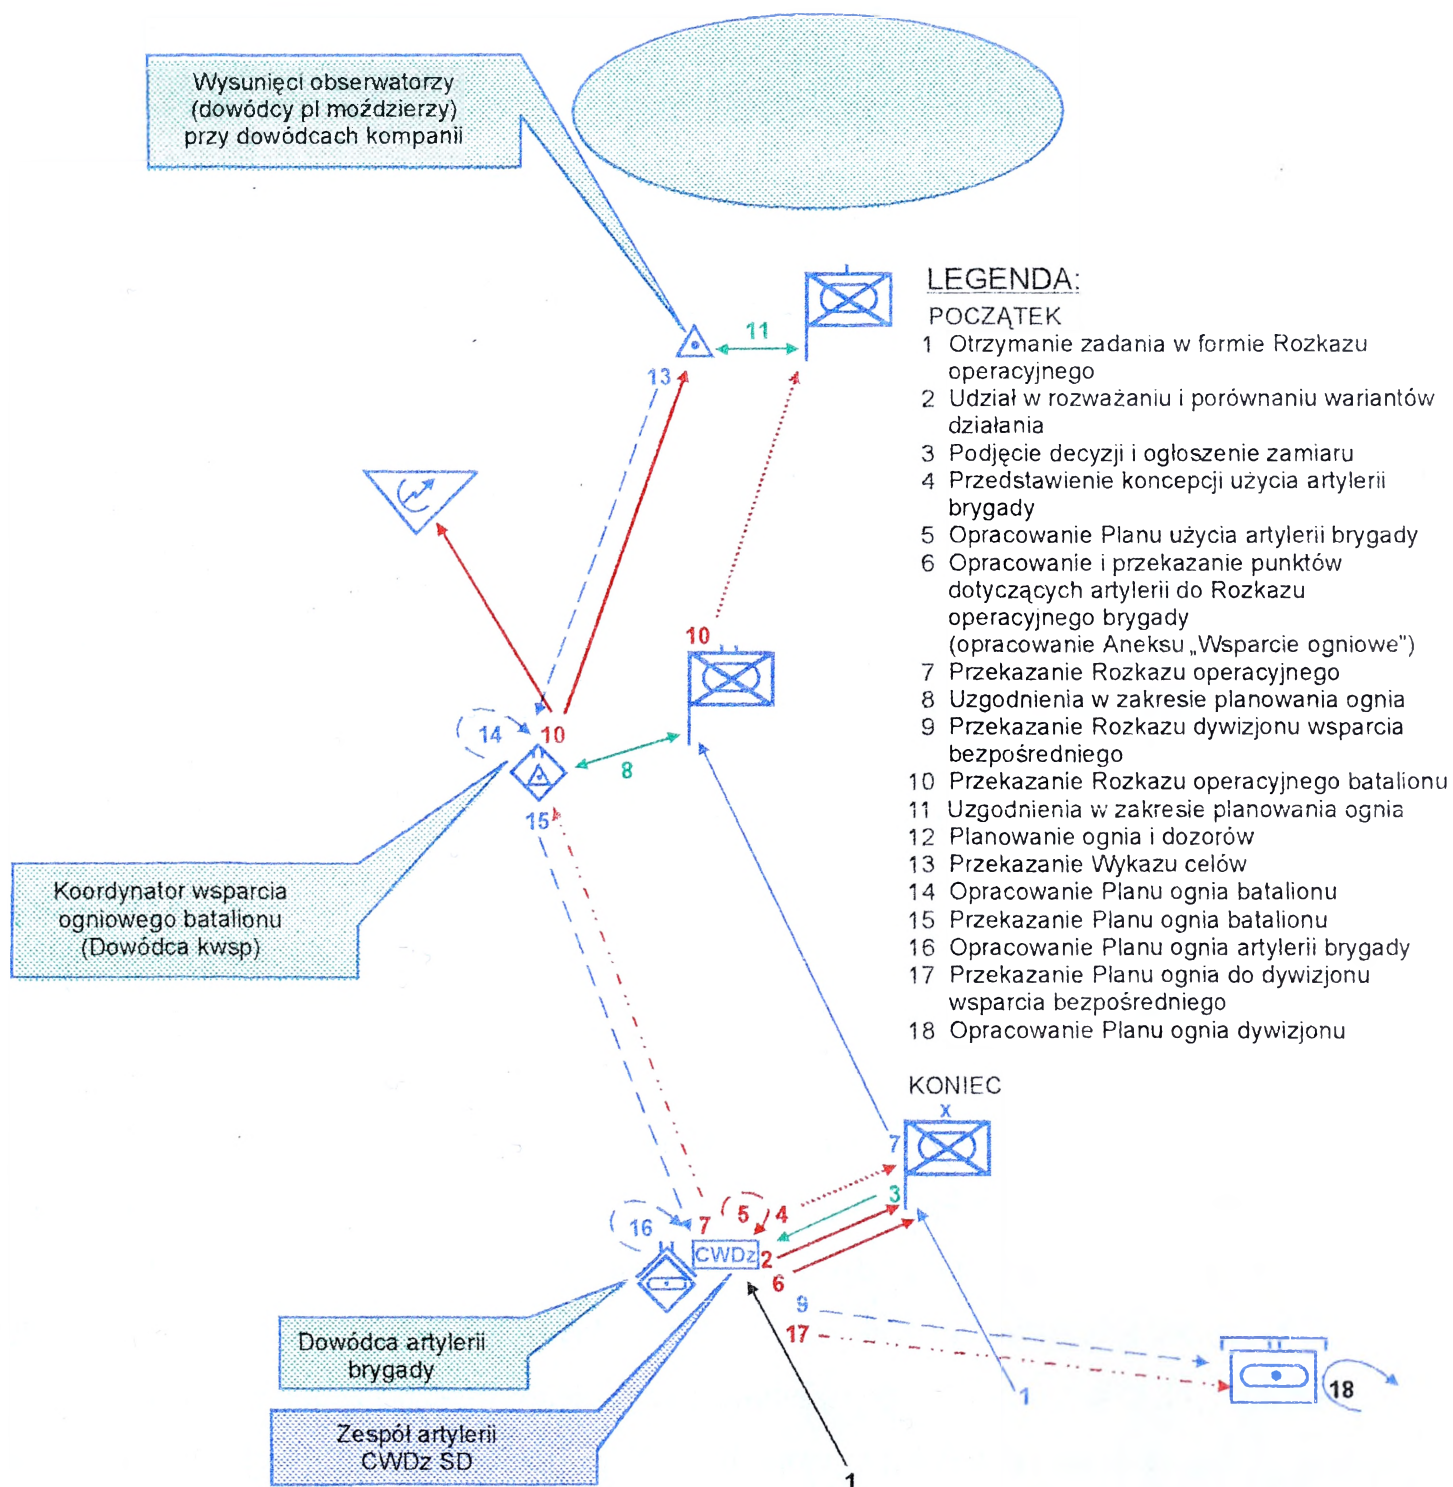 Wysunięci obserwatorzy
(dowódcy pl moździerzy)
przy dowódcach kompanii
LEGENDA:
POCZĄTEK
1 Otrzymanie zadania w formie Rozkazu
operacyjnego
2 Udział w rozważaniu i porównaniu wariantów
działania
3 Podjęcie decyzji i ogłoszenie zamiaru
4 Przedstawienie koncepcji użycia artylerii
brygady
5 Opracowanie Planu użycia artylerii brygady
6 Opracowanie i przekazanie punktów
dotyczących artylerii do Rozkazu
operacyjnego brygady
(opracowanie Aneksu „Wsparcie ogniowe")
7 Przekazanie Rozkazu operacyjnego
8 Uzgodnienia w zakresie planowania ognia
9 Przekazanie Rozkazu dywizjonu wsparcia
bezpośredniego
10 Przekazanie Rozkazu operacyjnego batalionu
11 Uzgodnienia w zakresie planowania ognia
12 Planowanie ognia i dozorów
13 Przekazanie Wykazu celów
14 Opracowanie Planu ognia batalionu
15 Przekazanie Planu ognia batalionu
16 Opracowanie Planu ognia artylerii brygady
17 Przekazanie Planu ognia do dywizjonu
wsparcia bezpośredniego
18 Opracowanie Planu ognia dywizjonu
KONIEC
11
13
10
14
10
8
15
Koordynator wsparcia
ogniowego batalionu
(Dowódca kwsp)
X
7
3
16
7
5
4
CWDz
2
6
9
17
1
18
Dowódca artylerii
brygady
Zespół artylerii
CWDz SD
1